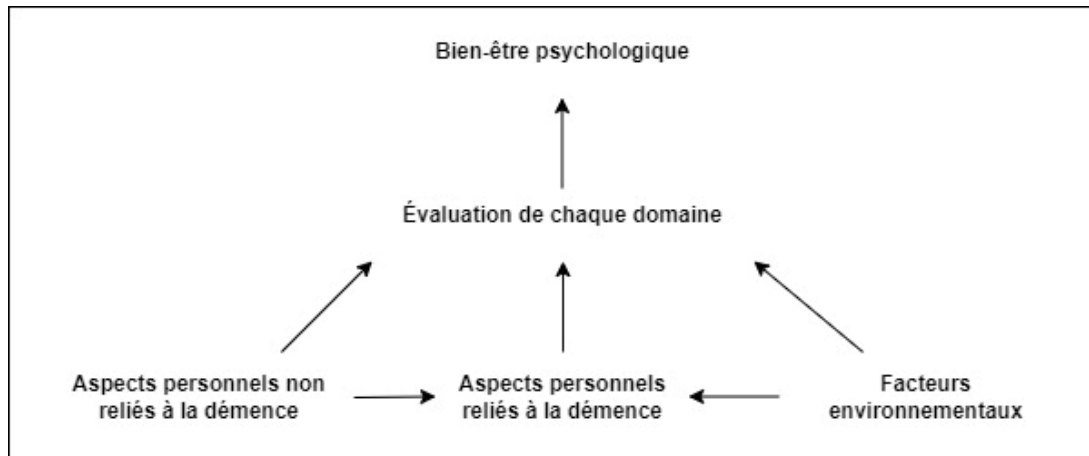 Bien-être psychologique
Évaluation de chaque domaine
Aspects personnels non
reliés à la démence
Aspects personnels
reliés à la démence
Facteurs
environnementaux